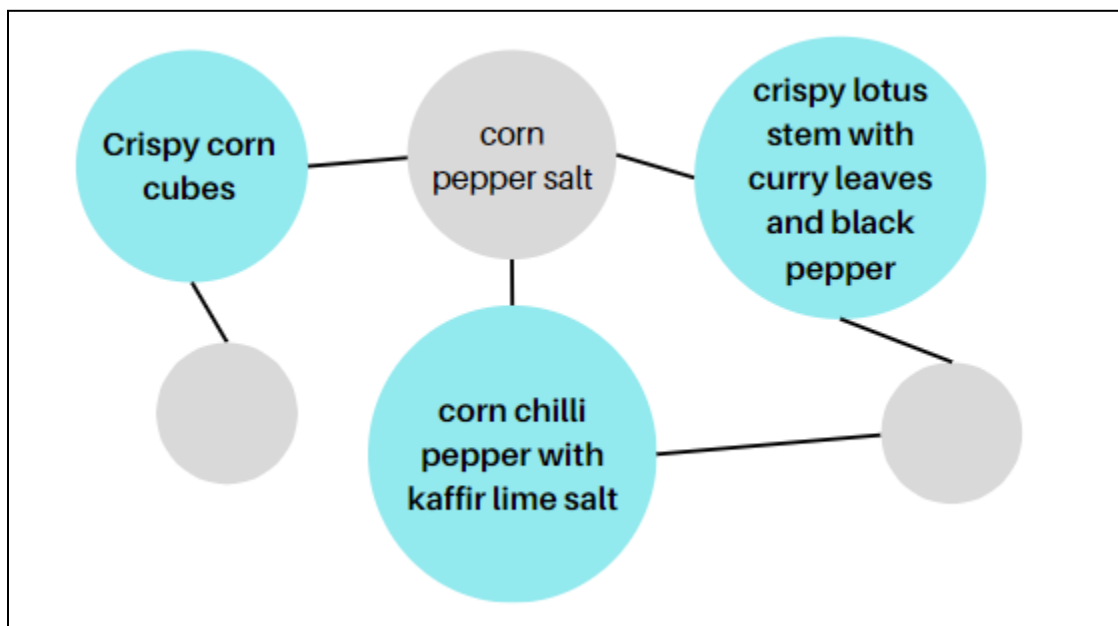 Crispy corn
cubes
corn
pepper salt
crispy lotus
stem with
curry leaves
and black
pepper
corn chilli
pepper with
kaffir lime salt